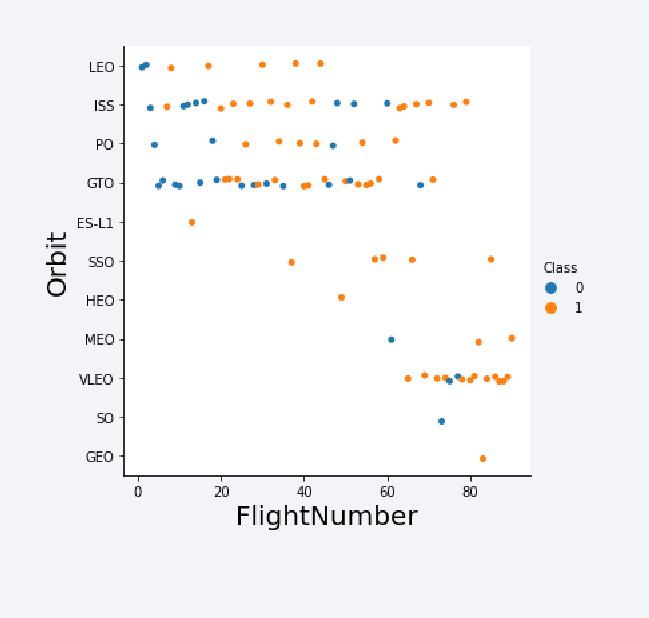 LEO
ISS
PO
GTO
ES-L1
SSO
HEO
MEO
VLEO
SO
GEO
Orbit
0 20 40 60 80
FlightNumber
Class
0
1